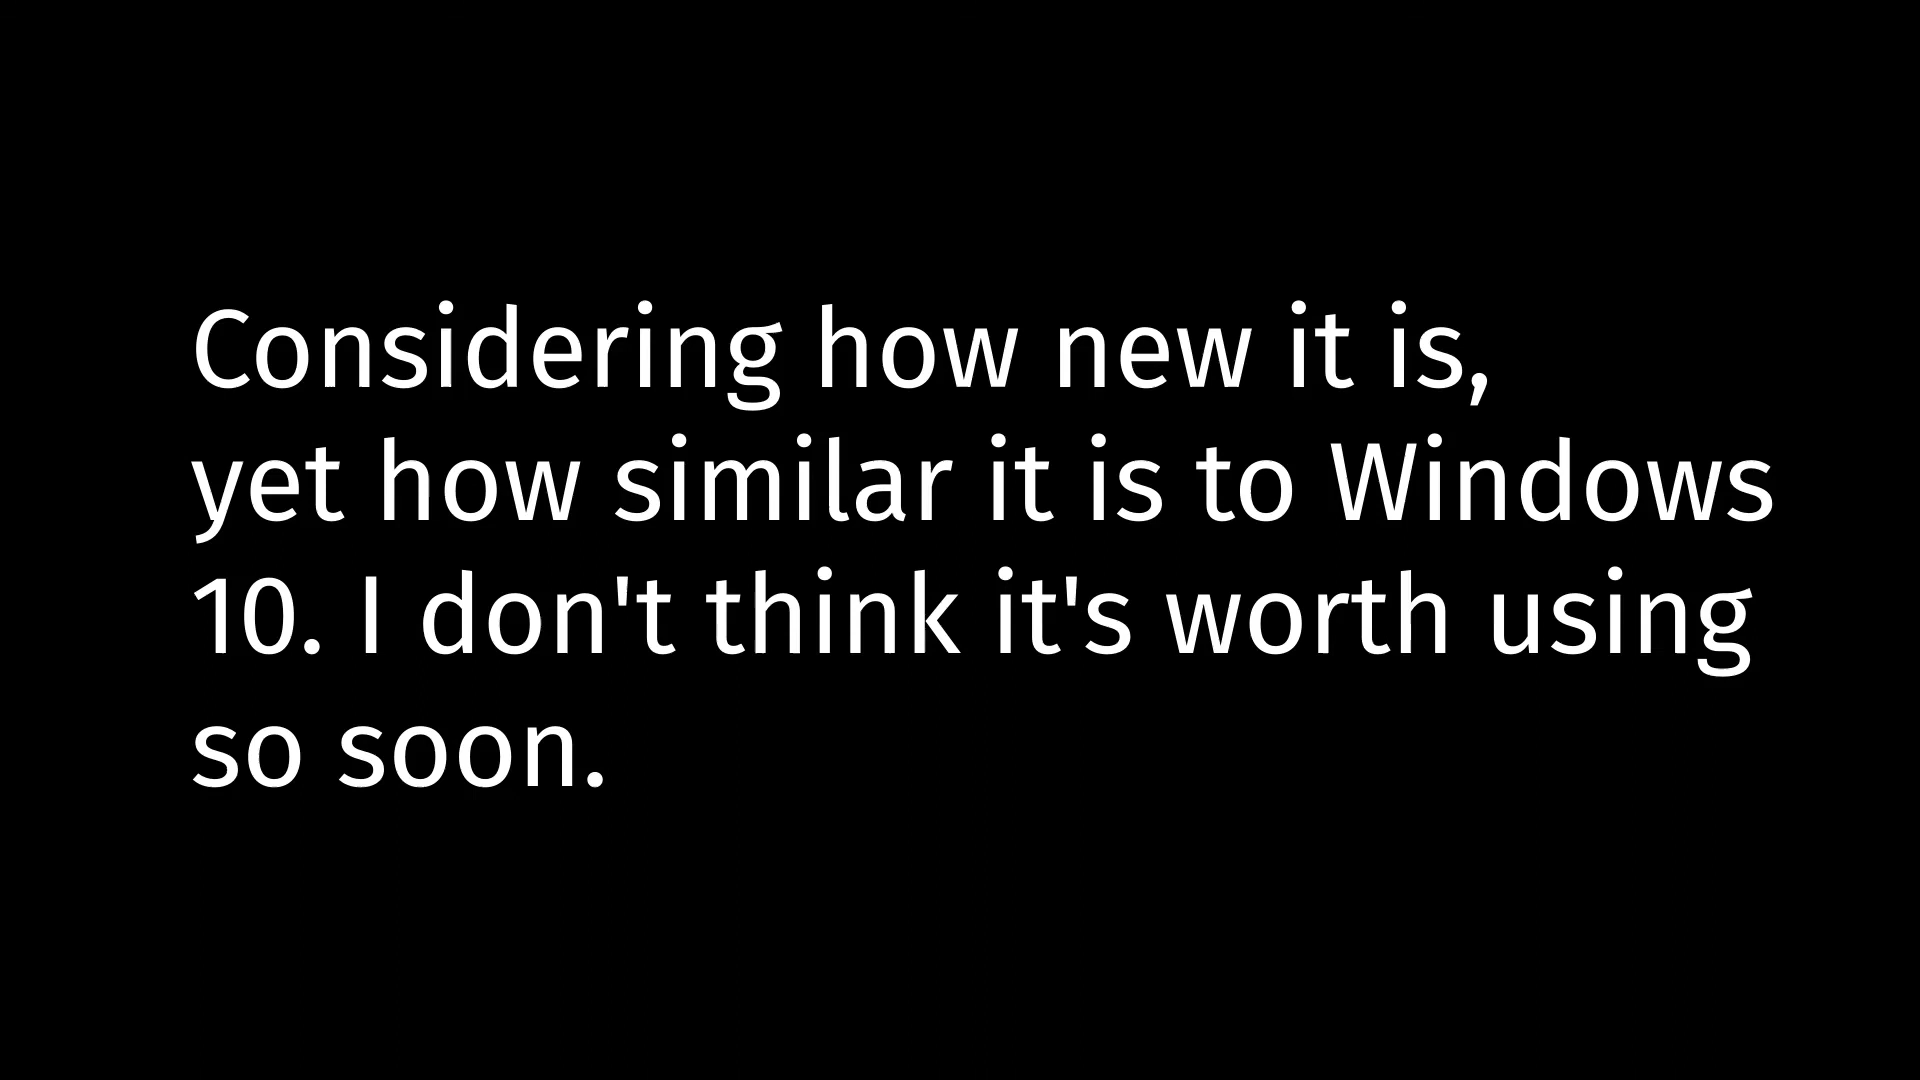 Considering how new it is,
yet how similar it is to Windows
10. I don't think it's worth using
so soon.